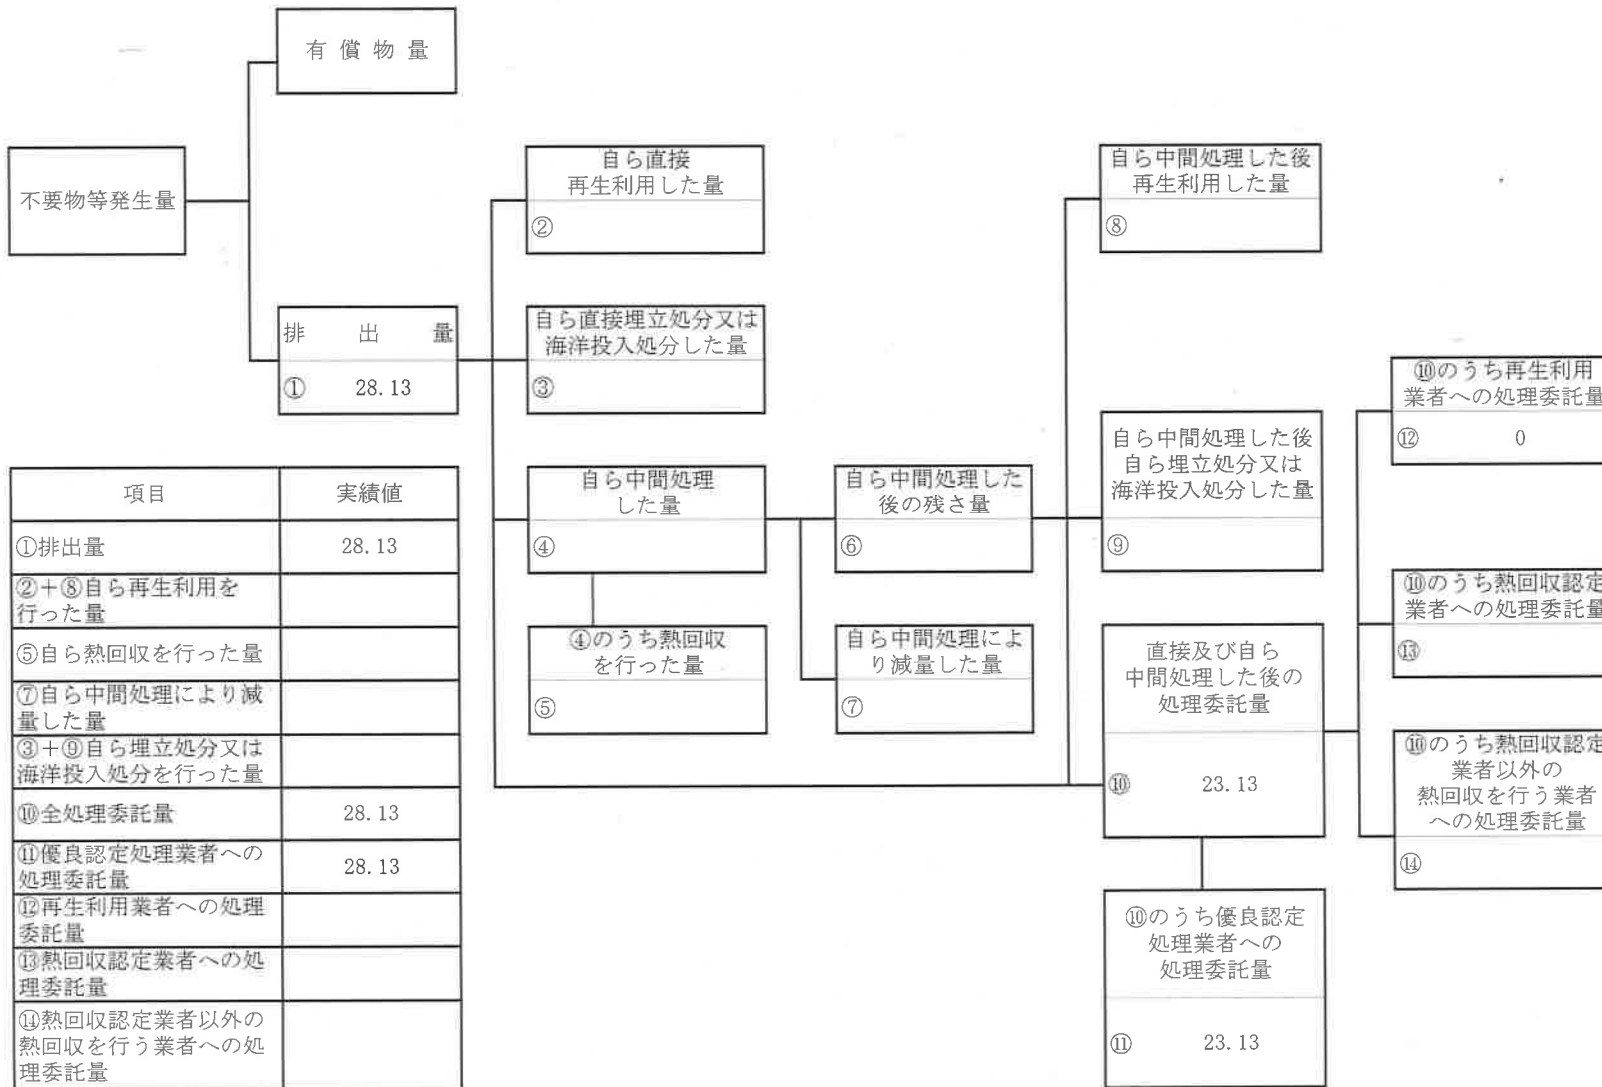 有償物量
不要物等発生量
排出量
① 28.13
自ら直接
再生利用した量
②
自ら直接埋立処分又は
海洋投入処分した量
③
自ら中間処理
した量
④
④のうち熱回収
を行った量
⑤
自ら中間処理した
後の残さ量
⑥
自ら中間処理によ
り減量した量
⑦
自ら中間処理した後
再生利用した量
⑧
自ら中間処理した後
自ら埋立処分又は
海洋投入処分した量
⑨
直接及び自ら
中間処理した後の
処理委託量
⑩ 23.13
⑩のうち優良認定
処理業者への
処理委託量
⑪ 23.13
⑩のうち再生利用
業者への処理委託量
⑫ 0
⑩のうち熱回収認定
業者への処理委託量
⑬
⑩のうち熱回収認定
業者以外の
熱回収を行う業者
への処理委託量
⑭
項目 実績値
①排出量 28.13
②+⑧自ら再生利用を
行った量
⑤自ら熱回収を行った量
⑦自ら中間処理により減
量した量
③+⑨自ら埋立処分又は
海洋投入処分を行った量
⑩全処理委託量 28.13
⑪優良認定処理業者への
処理委託量 28.13
⑫再生利用業者への処理
委託量
⑬熱回収認定業者への処
理委託量
⑭熱回収認定業者以外の
熱回収を行う業者への処
理委託量